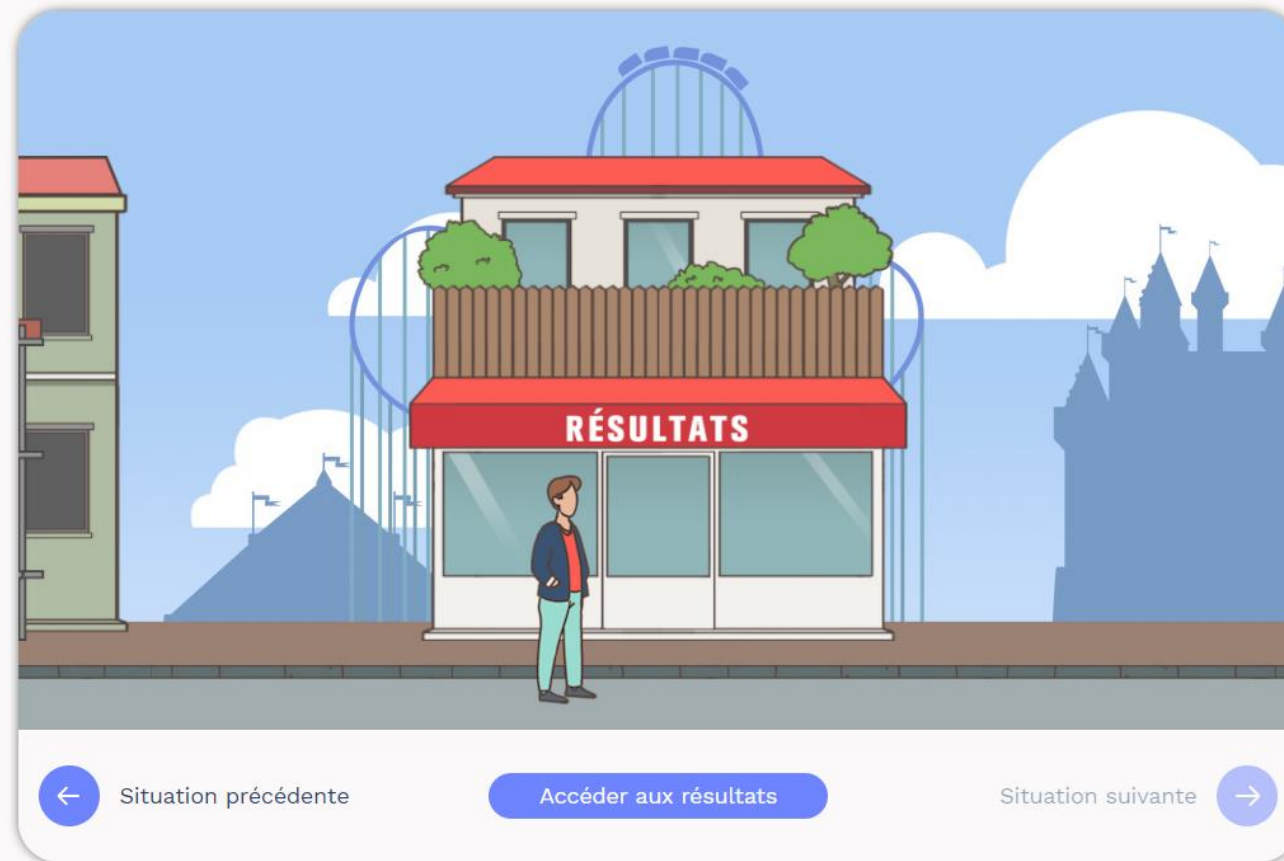 RÉSULTATS
Situation précédente
Accéder aux résultats
Situation suivante